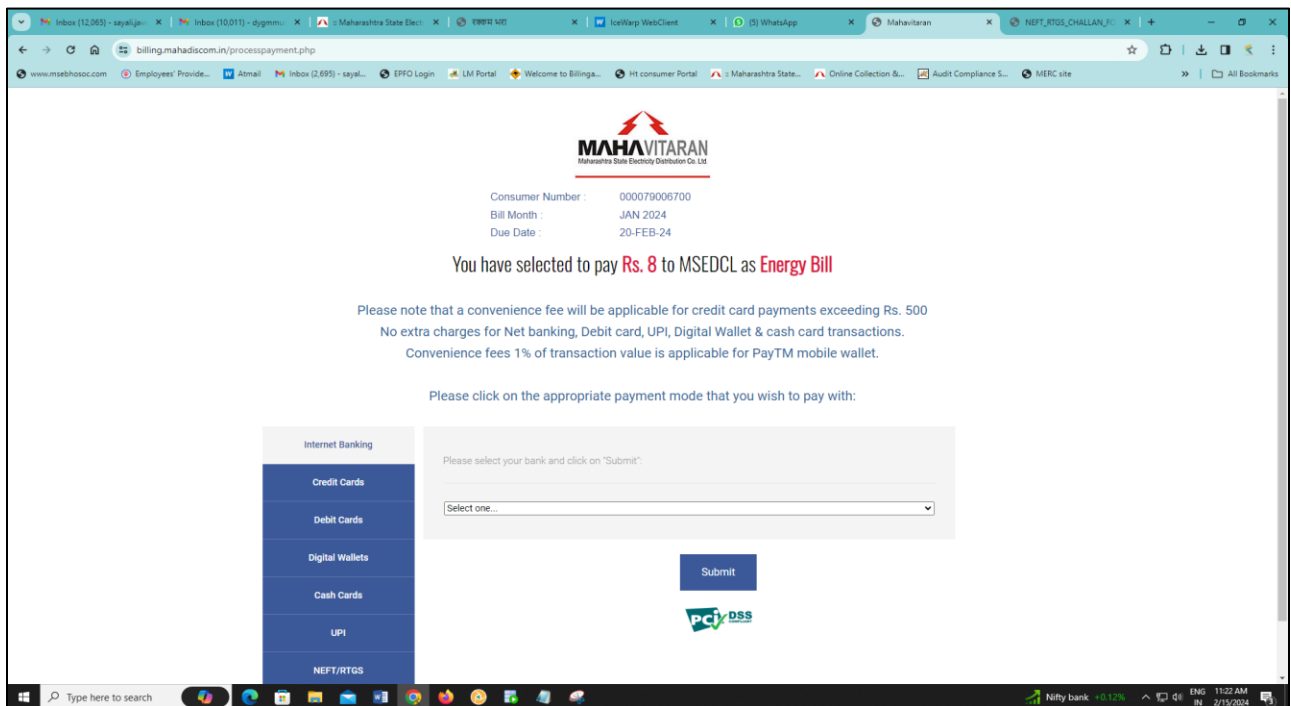 Inbox (12,065) - sayali.jav
Inbox (10,011) - dygmmu
:: Maharashtra State Elect
रक्कम भरा
IceWarp WebClient
(5) WhatsApp
Mahavitaran
NEFT_RTGS_CHALLAN_FO
billing.mahadiscom.in/processpayment.php
www.msebhosoc.com
Employees' Provide...
Atmail
Inbox (2,695) - sayal...
EPFO Login
LM Portal
Welcome to Billinga...
Ht consumer Portal
:: Maharashtra State...
Online Collection &...
Audit Compliance S...
MERC site
All Bookmarks
MAHAVITARAN
Maharashtra State Electricity Distribution Co. Ltd.
Consumer Number : 000079006700
Bill Month : JAN 2024
Due Date : 20-FEB-24
You have selected to pay Rs. 8 to MSEDCL as Energy Bill
Please note that a convenience fee will be applicable for credit card payments exceeding Rs. 500
No extra charges for Net banking, Debit card, UPI, Digital Wallet & cash card transactions.
Convenience fees 1% of transaction value is applicable for PayTM mobile wallet.
Please click on the appropriate payment mode that you wish to pay with:
Internet Banking
Credit Cards
Debit Cards
Digital Wallets
Cash Cards
UPI
NEFT/RTGS
Please select your bank and click on "Submit":
Select one...
Submit
PCI DSS
COMPLIANT
Type here to search
Nifty bank +0.12%
ENG
IN
11:22 AM
2/15/2024
3